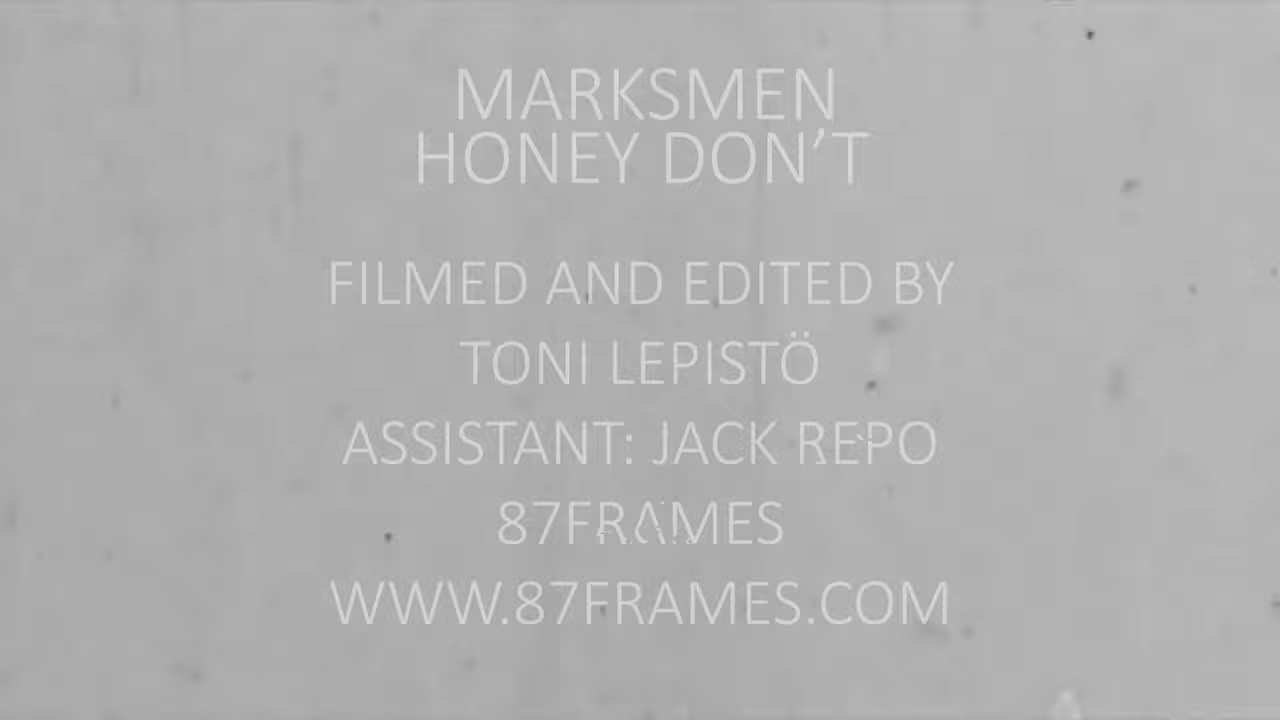 MARKSMEN
HONEY DON'T
FILMED AND EDITED BY
TONI LEPISTÖ
ASSISTANT: JACK REPO
87FRAMES
WWW.87FRAMES.COM